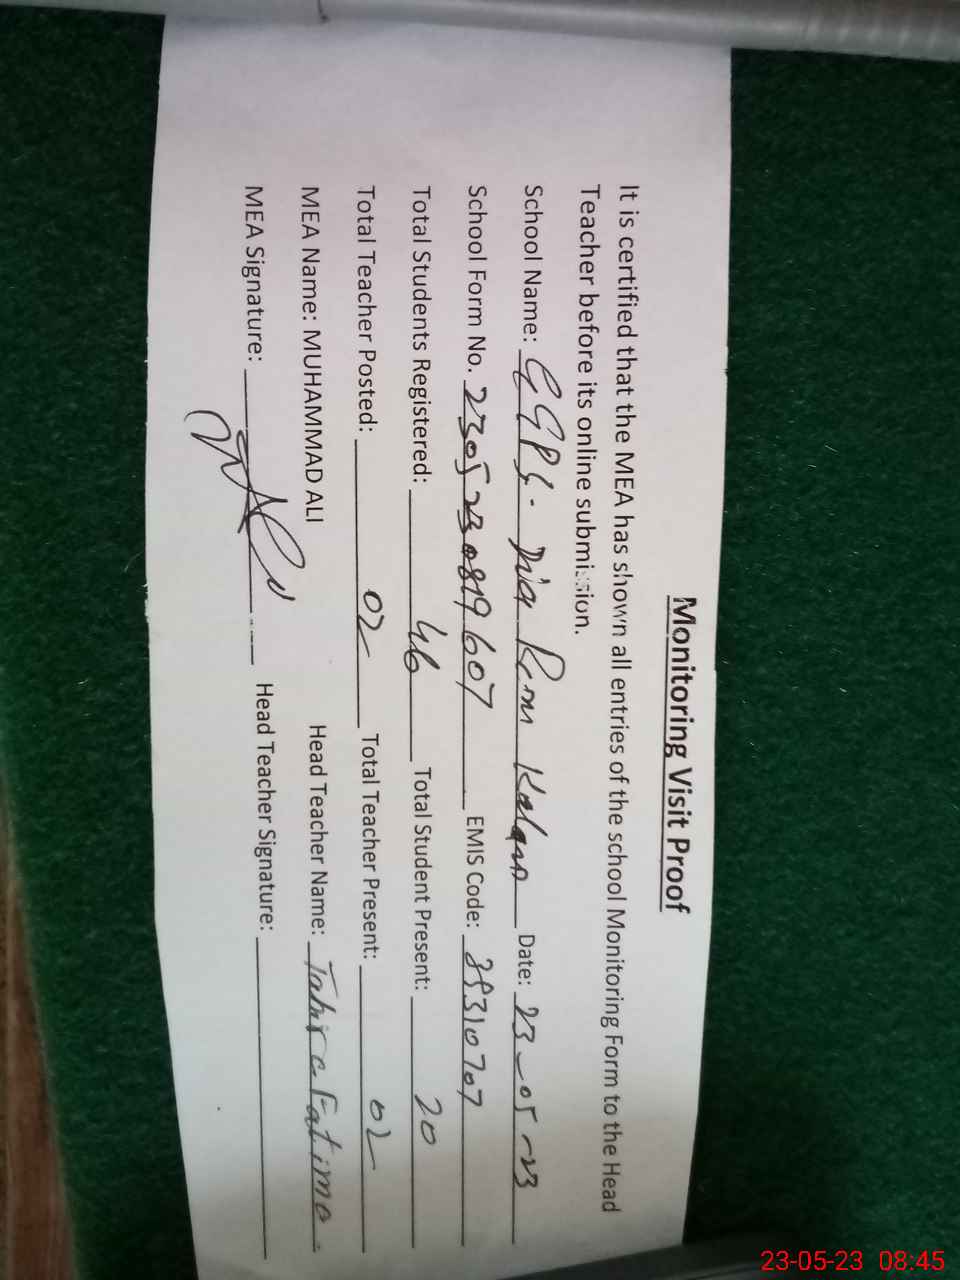 Monitoring Visit Proof
It is certified that the MEA has shown all entries of the school Monitoring Form to the Head
Teacher before its online submission.
School Name: GGPS. Kalan Date: 23-05-23
School Form No. 2305230819607 EMIS Code: 39310707
Total Students Registered: 46 Total Student Present: 20
Total Teacher Posted: 02 Total Teacher Present: 02
MEA Name: MUHAMMAD ALI Head Teacher Name: Fatima
MEA Signature: Head Teacher Signature:
23-05-23 08:45